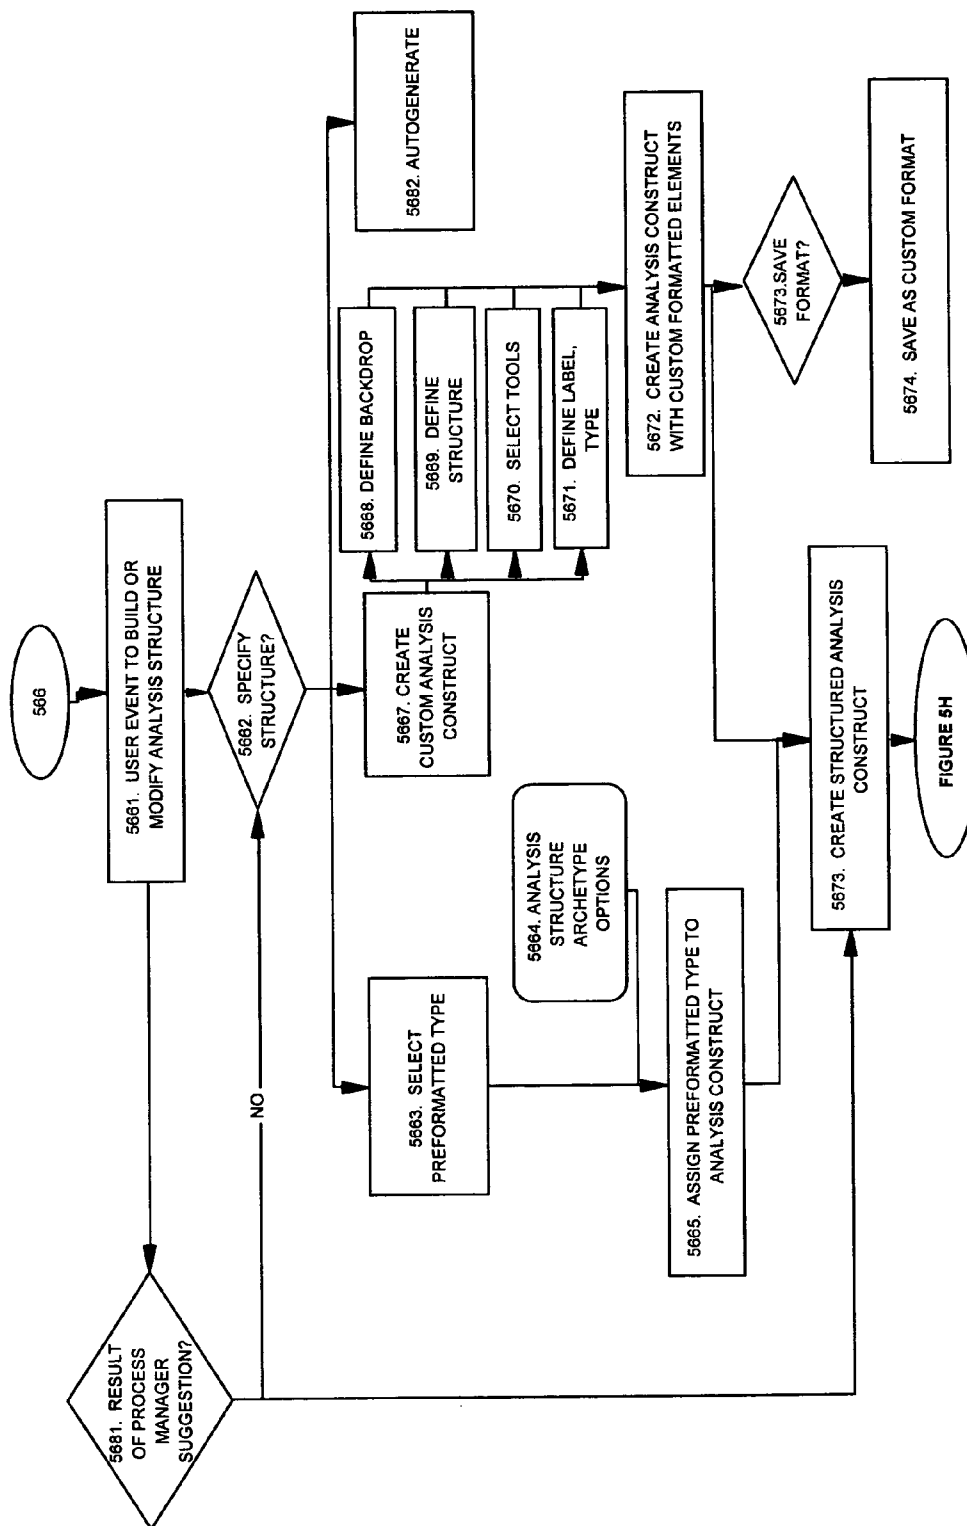 566
5661. USER EVENT TO BUILD OR
MODIFY ANALYSIS STRUCTURE
5681. RESULT
OF PROCESS
MANAGER
SUGGESTION?
NO
5662. SPECIFY
STRUCTURE?
5663. SELECT
PREFORMATTED TYPE
5667. CREATE
CUSTOM ANALYSIS
CONSTRUCT
5682. AUTOGENERATE
5664. ANALYSIS
STRUCTURE
ARCHETYPE
OPTIONS
5668. DEFINE BACKDROP
5669. DEFINE
STRUCTURE
5670. SELECT TOOLS
5671. DEFINE LABEL,
TYPE
5665. ASSIGN PREFORMATTED TYPE TO
ANALYSIS CONSTRUCT
5672. CREATE ANALYSIS CONSTRUCT
WITH CUSTOM FORMATTED ELEMENTS
5673.SAVE
FORMAT?
5673. CREATE STRUCTURED ANALYSIS
CONSTRUCT
5674. SAVE AS CUSTOM FORMAT
FIGURE 5H